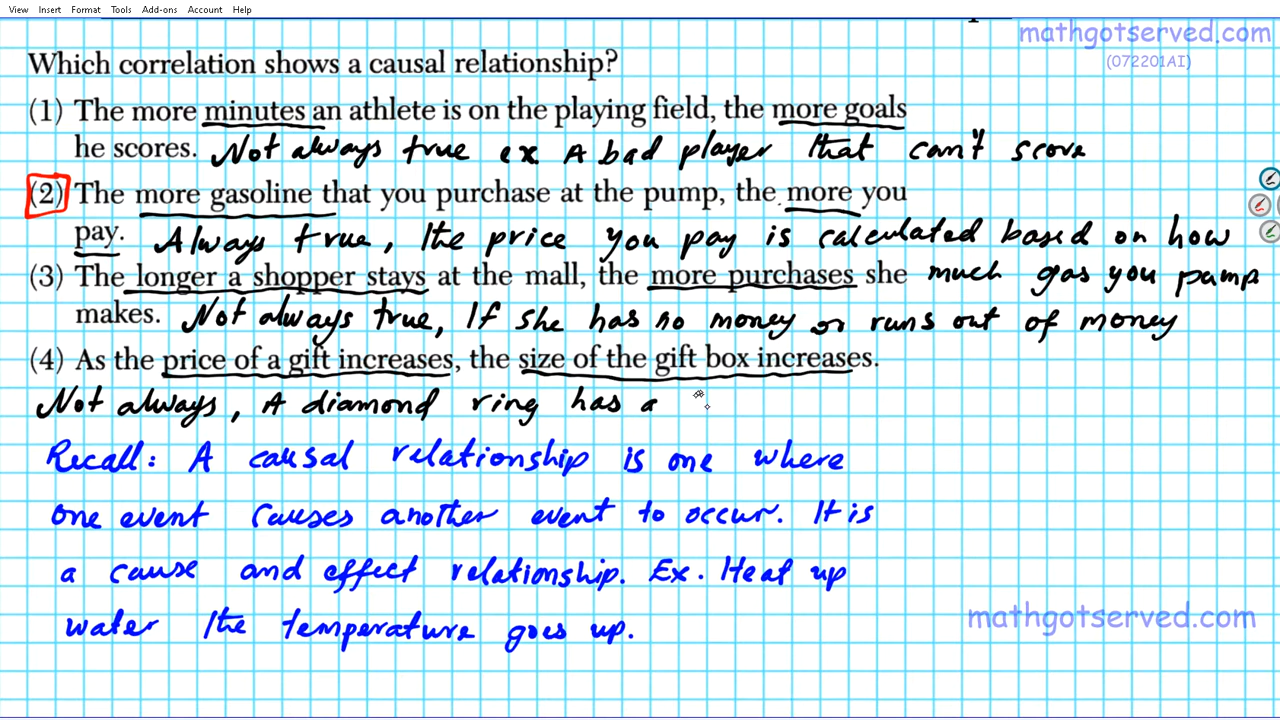 View Insert Format Tools Add-ons Account Help
mathgotserved.com
(072201AI)
Which correlation shows a causal relationship?
(1) The more minutes an athlete is on the playing field, the more goals
he scores. Not always true ex A bad player that can't score
(2) The more gasoline that you purchase at the pump, the more you
pay. Always true, the price you pay is calculated based on how
(3) The longer a shopper stays at the mall, the more purchases she much gas you pump
makes. Not always true, If she has no money or runs out of money
(4) As the price of a gift increases, the size of the gift box increases.
Not always, A diamond ring has a
Recall: A causal relationship is one where
one event causes another event to occur. It is
a cause and effect relationship. Ex. Heat up
water the temperature goes up.
mathgotserved.com